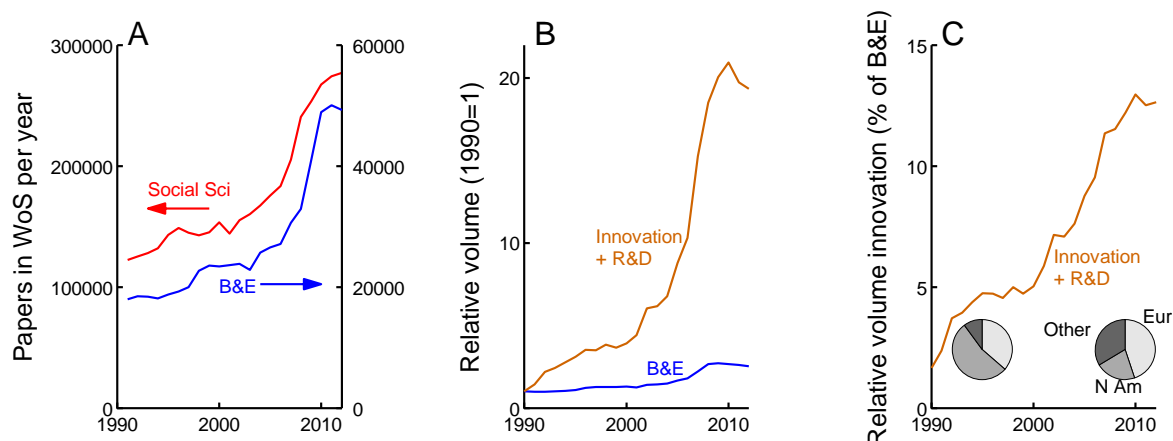 A
Papers in WoS per year
300000
200000
100000
0
60000
40000
20000
0
Social Sci
B&E
1990
2000
2010
B
Relative volume (1990=1)
20
10
0
Innovation
+ R&D
B&E
1990
2000
2010
C
Relative volume innovation (% of B&E)
15
10
5
0
Innovation
+ R&D
Other
Eur
N Am
1990
2000
2010